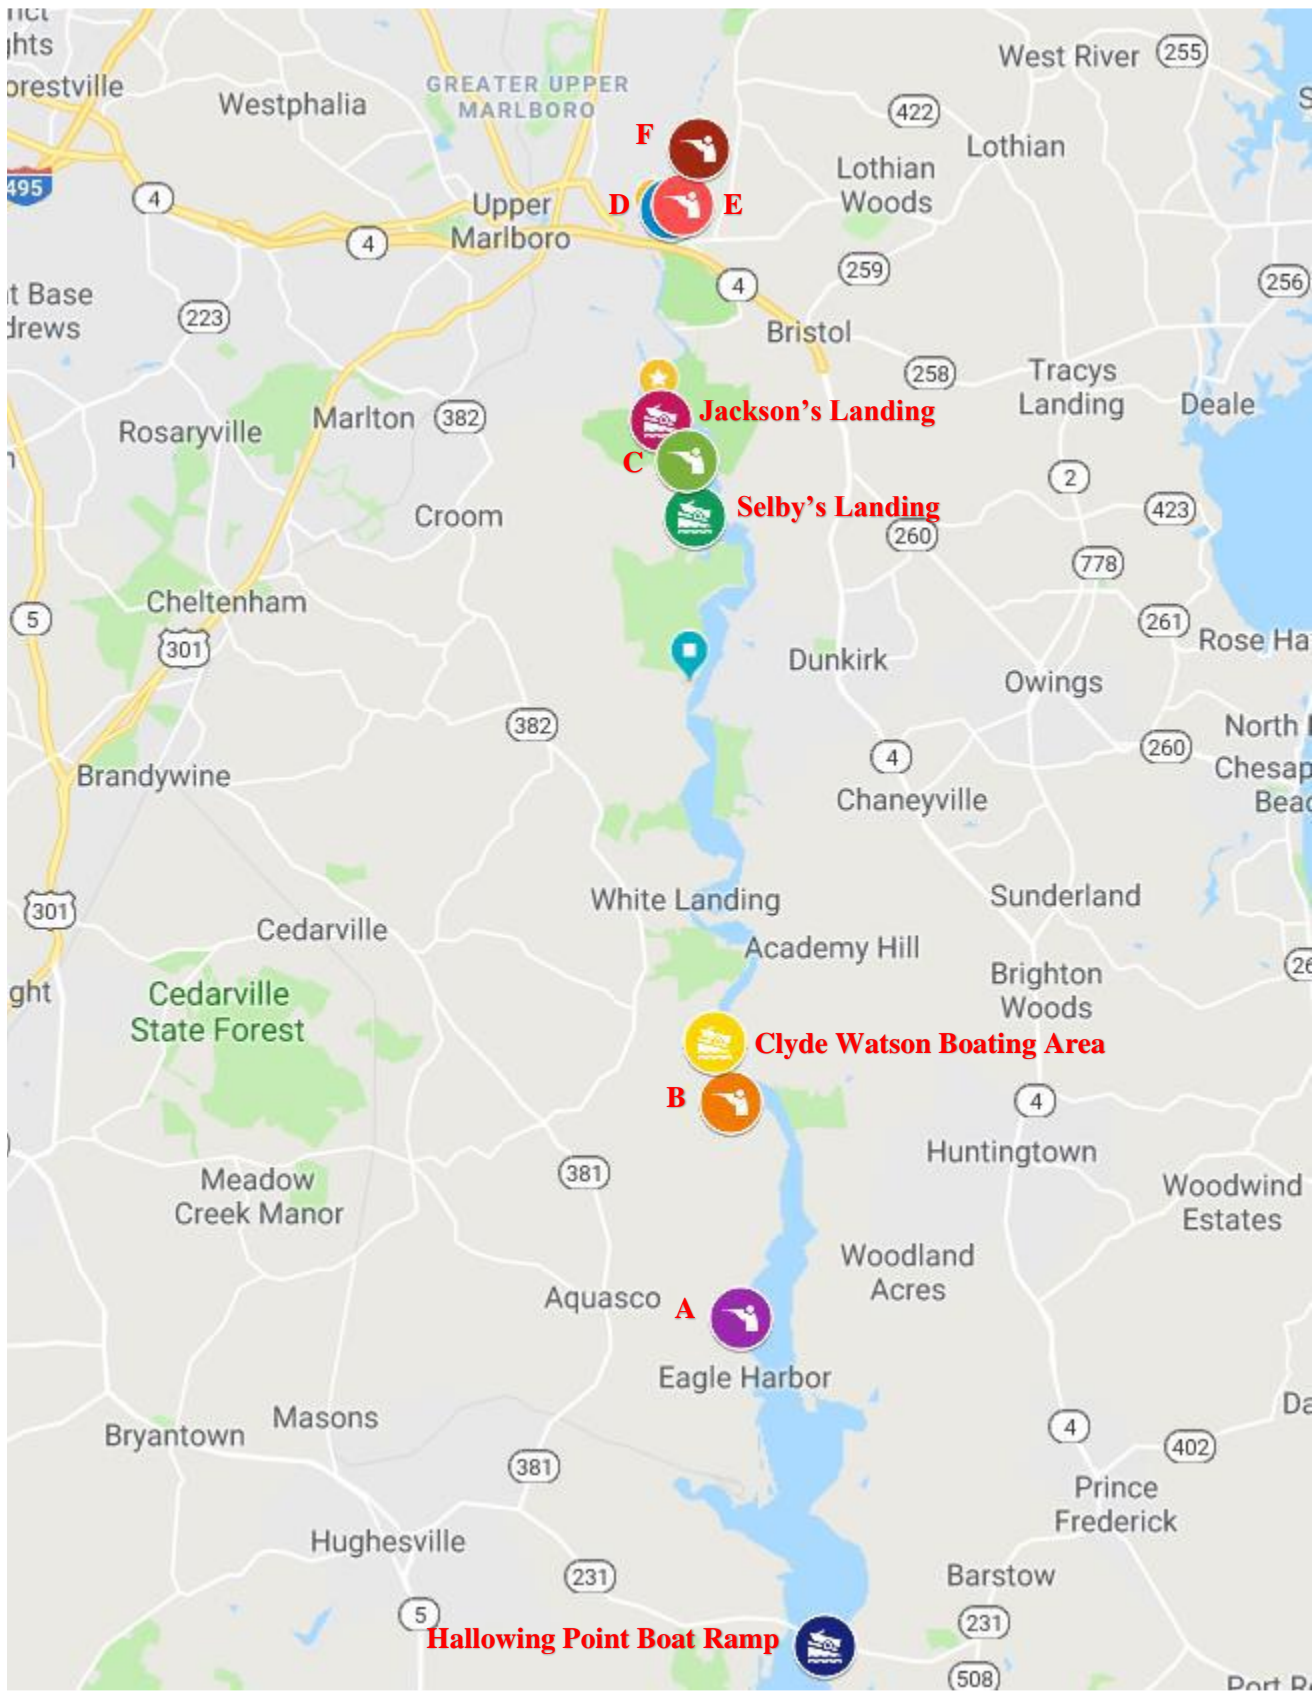 West River
255
Westphalia
GREATER UPPER
MARLBORO
422
F
Lothian
Lothian
Woods
495
4
Upper
Marlboro
D
E
4
259
4
256
223
Bristol
258
Tracys
Landing
Deale
Marlton
382
Rosaryville
Jackson's Landing
C
2
Croom
Selby's Landing
423
260
778
Cheltenham
5
301
261
Rose Ha
Dunkirk
Owings
382
North
260
4
Brandywine
Chaneyville
White Landing
Sunderland
301
Cedarville
Academy Hill
Brighton
Woods
Cedarville
State Forest
Clyde Watson Boating Area
B
4
Huntingtown
381
Meadow
Creek Manor
Woodwind
Estates
Woodland
Acres
Aquasco
A
Eagle Harbor
Masons
Bryantown
4
402
381
Prince
Frederick
Hughesville
231
Barstow
5
231
Hallowing Point Boat Ramp
508